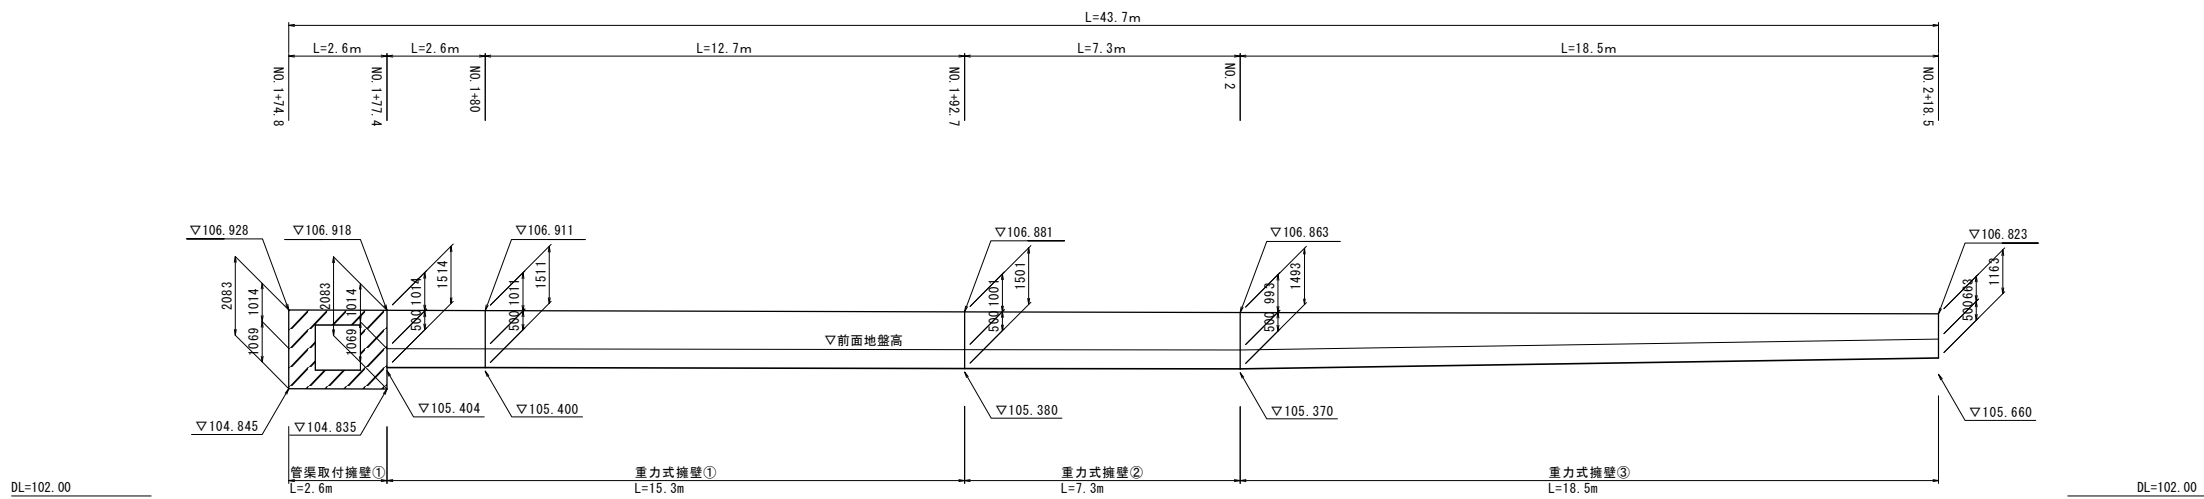 L=43.7m
L=2.6m
L=2.6m
L=12.7m
L=7.3m
L=18.5m
NO.1+74.8
NO.1+77.4
NO.1+80
NO.1+92.7
NO.2
NO.2+18.5
▽106.928
▽106.918
▽106.911
▽106.881
▽106.863
▽106.823
2083
1014
1069
2083
1014
1069
1514
1014
500
1511
1011
500
1501
1001
500
1493
993
500
1163
663
500
▽前面地盤高
▽105.404
▽105.400
▽105.380
▽105.370
▽105.660
▽104.845
▽104.835
管渠取付擁壁①
L=2.6m
重力式擁壁①
L=15.3m
重力式擁壁②
L=7.3m
重力式擁壁③
L=18.5m
DL=102.00
DL=102.00